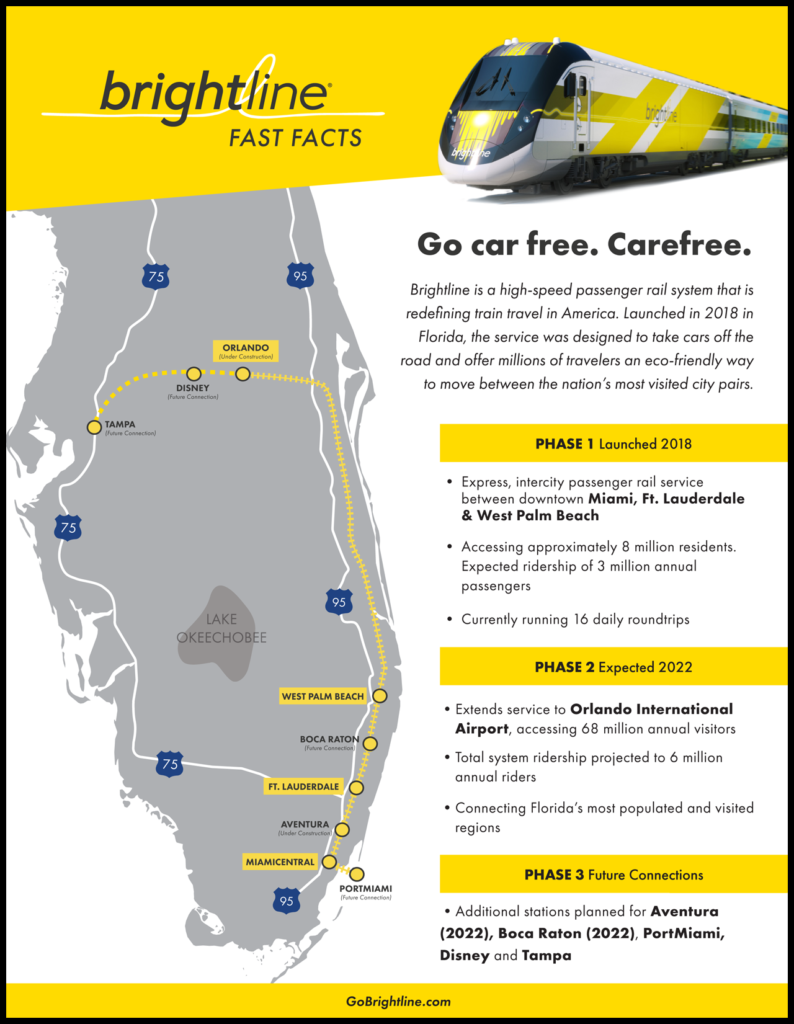 brightline®
FAST FACTS
brightline
brightline
Go car free. Carefree.
Brightline is a high-speed passenger rail system that is
redefining train travel in America. Launched in 2018 in
Florida, the service was designed to take cars off the
road and offer millions of travelers an eco-friendly way
to move between the nation's most visited city pairs.
75
95
ORLANDO
(Under Construction)
DISNEY
(Future Connection)
TAMPA
(Future Connection)
75
95
LAKE
OKEECHOBEE
WEST PALM BEACH
BOCA RATON
(Future Connection)
75
FT. LAUDERDALE
AVENTURA
(Under Construction)
MIAMICENTRAL
PORTMIAMI
(Future Connection)
95
PHASE 1 Launched 2018
• Express, intercity passenger rail service
between downtown Miami, Ft. Lauderdale
& West Palm Beach
• Accessing approximately 8 million residents.
Expected ridership of 3 million annual
passengers
• Currently running 16 daily roundtrips
PHASE 2 Expected 2022
• Extends service to Orlando International
Airport, accessing 68 million annual visitors
• Total system ridership projected to 6 million
annual riders
• Connecting Florida's most populated and visited
regions
PHASE 3 Future Connections
• Additional stations planned for Aventura
(2022), Boca Raton (2022), PortMiami,
Disney and Tampa
GoBrightline.com